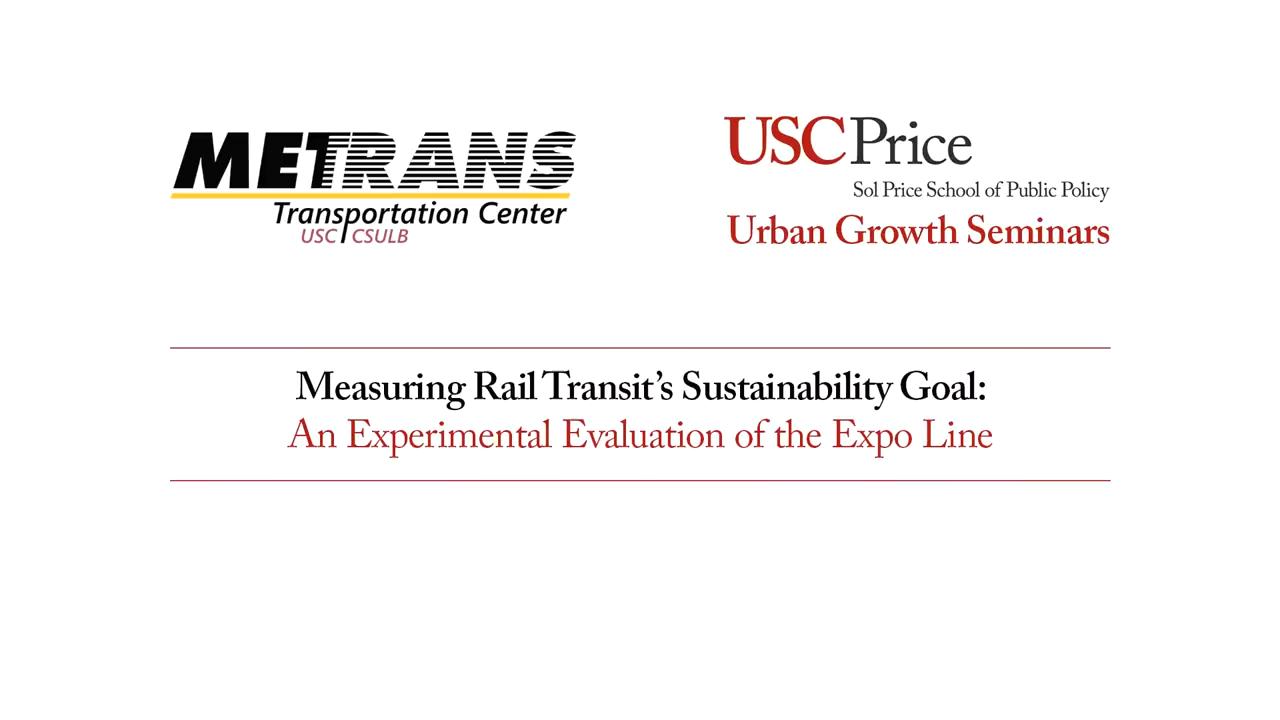 METRANS
Transportation Center
USC CSULB
USC Price
Sol Price School of Public Policy
Urban Growth Seminars
Measuring Rail Transit’s Sustainability Goal:
An Experimental Evaluation of the Expo Line